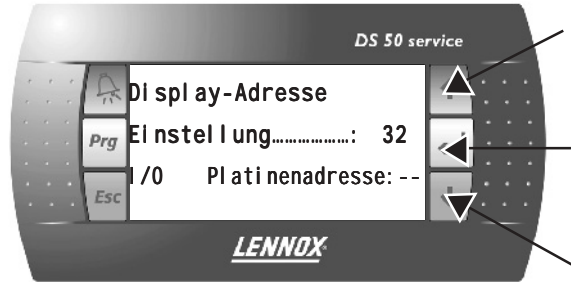 DS 50 service
Display-Adresse
Prg Einstellung………………: 32
Esc I/O Platinenadresse: --
LENNOX